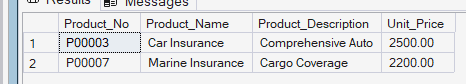 Results Messages
Product_No Product_Name Product_Description Unit_Price
1 P00003 Car Insurance Comprehensive Auto 2500.00
2 P00007 Marine Insurance Cargo Coverage 2200.00